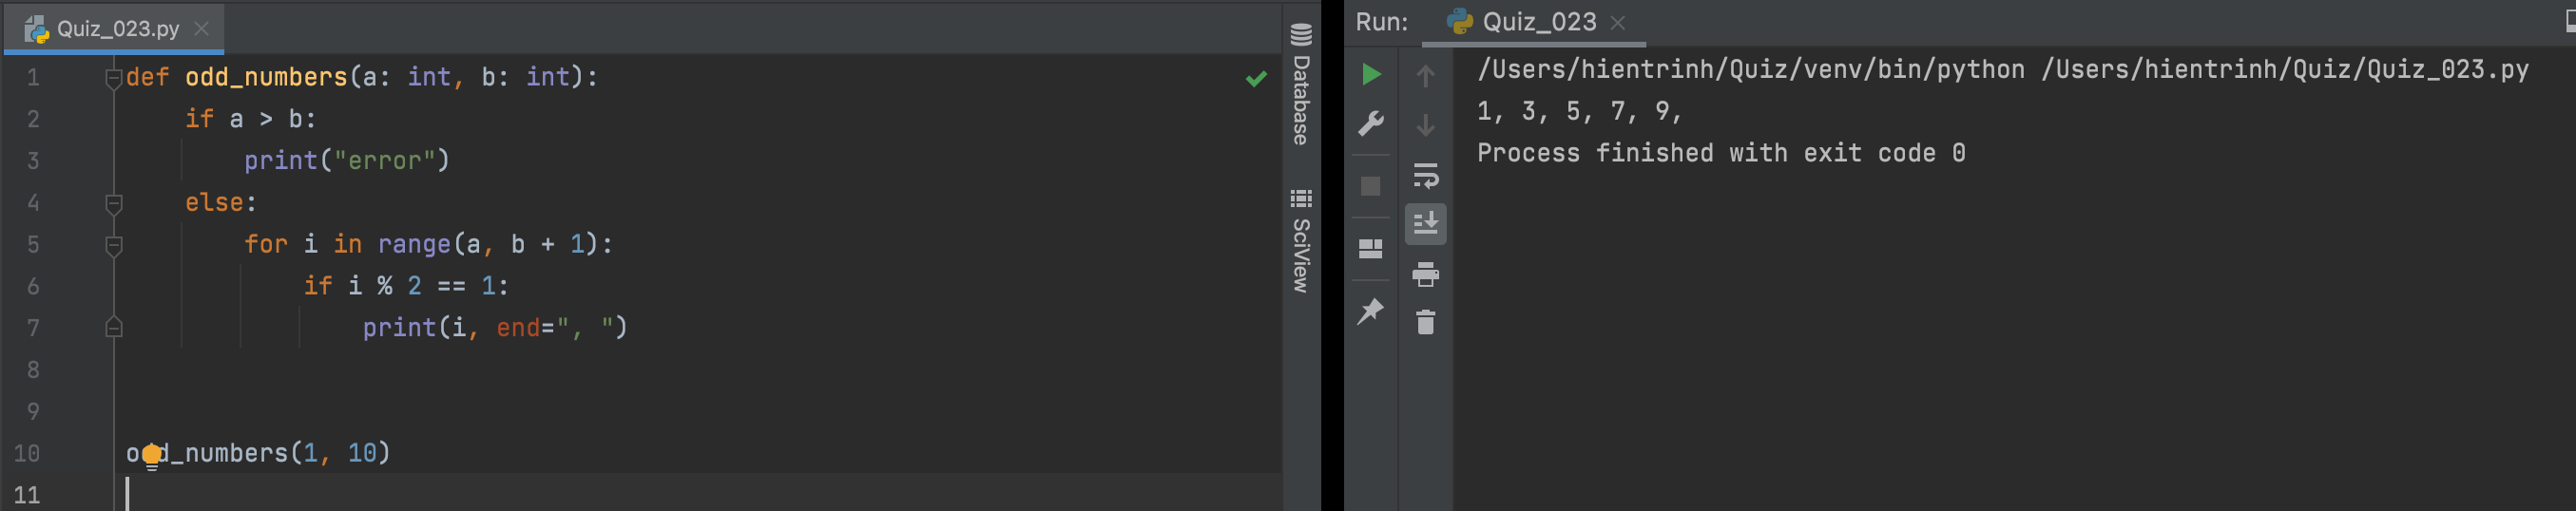 Quiz_023.py
1 def odd_numbers(a: int, b: int):
2     if a > b:
3         print("error")
4     else:
5         for i in range(a, b + 1):
6             if i % 2 == 1:
7                 print(i, end=", ")
8
9
10 odd_numbers(1, 10)
11
Database
SciView
Run: Quiz_023
/Users/hientrinh/Quiz/venv/bin/python /Users/hientrinh/Quiz/Quiz_023.py
1, 3, 5, 7, 9,
Process finished with exit code 0